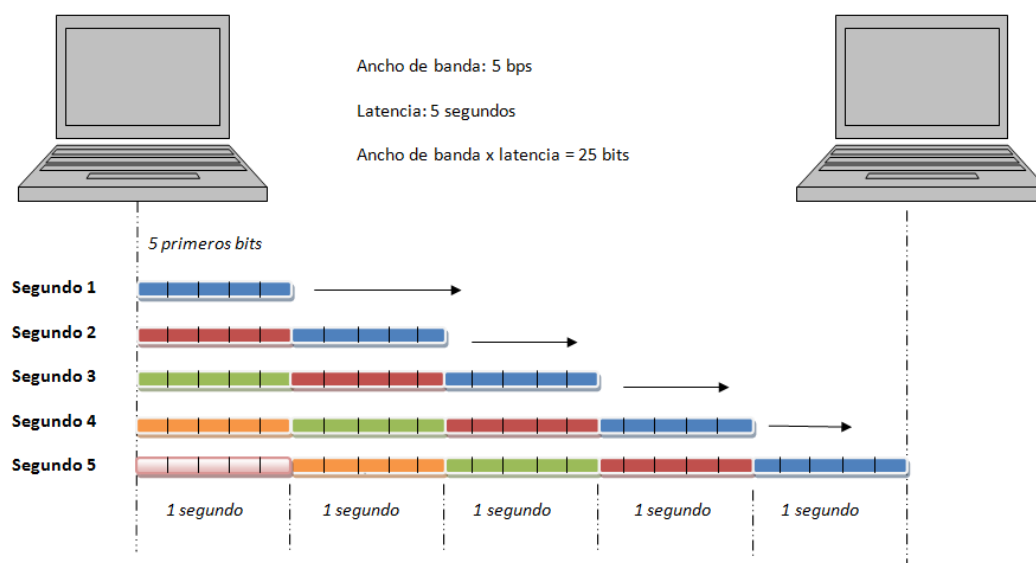 Ancho de banda: 5 bps
Latencia: 5 segundos
Ancho de banda x latencia = 25 bits
5 primeros bits
Segundo 1
Segundo 2
Segundo 3
Segundo 4
Segundo 5
1 segundo 1 segundo 1 segundo 1 segundo 1 segundo